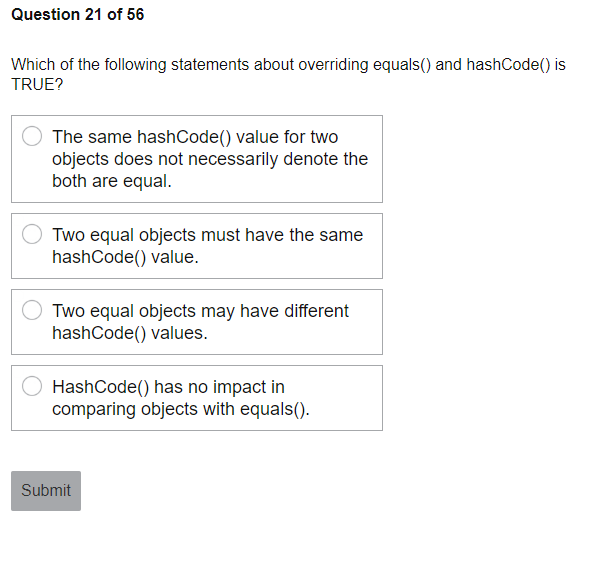 Question 21 of 56
Which of the following statements about overriding equals() and hashCode() is
TRUE?
The same hashCode() value for two
objects does not necessarily denote the
both are equal.
Two equal objects must have the same
hashCode() value.
Two equal objects may have different
hashCode() values.
HashCode() has no impact in
comparing objects with equals().
Submit